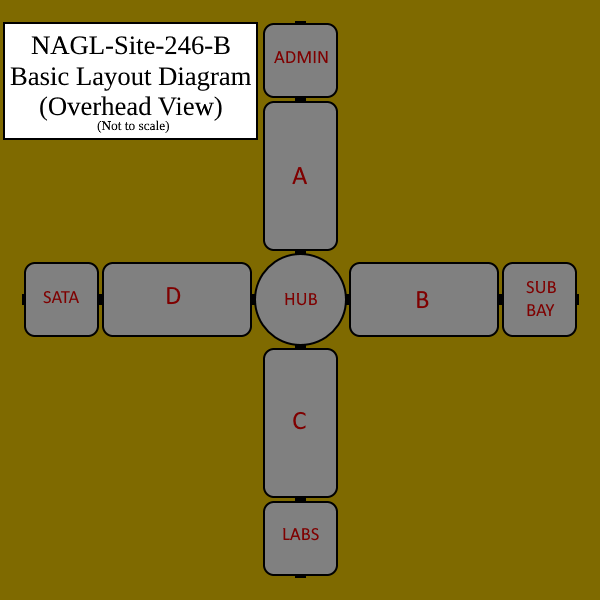 NAGL-Site-246-B
Basic Layout Diagram
(Overhead View)
(Not to scale)
ADMIN
A
SATA
D
HUB
B
SUB
BAY
C
LABS